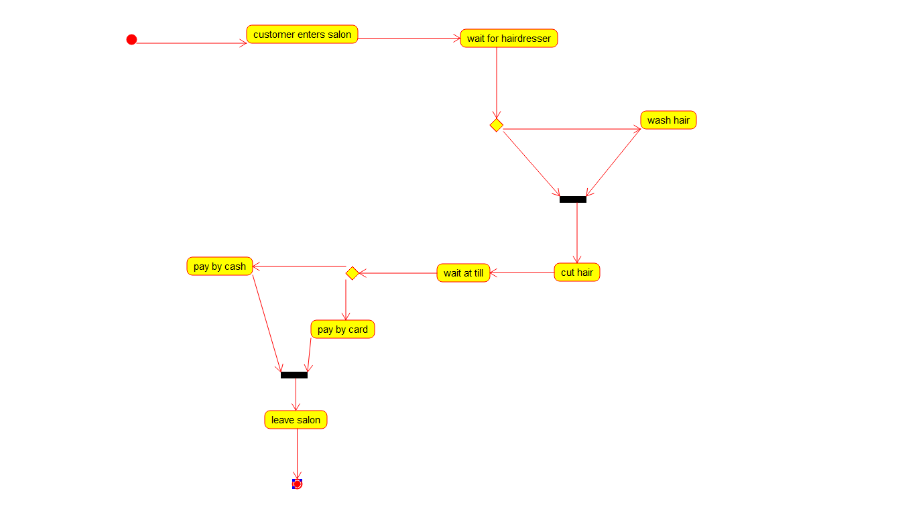 customer enters salon
wait for hairdresser
wash hair
cut hair
wait at till
pay by cash
pay by card
leave salon